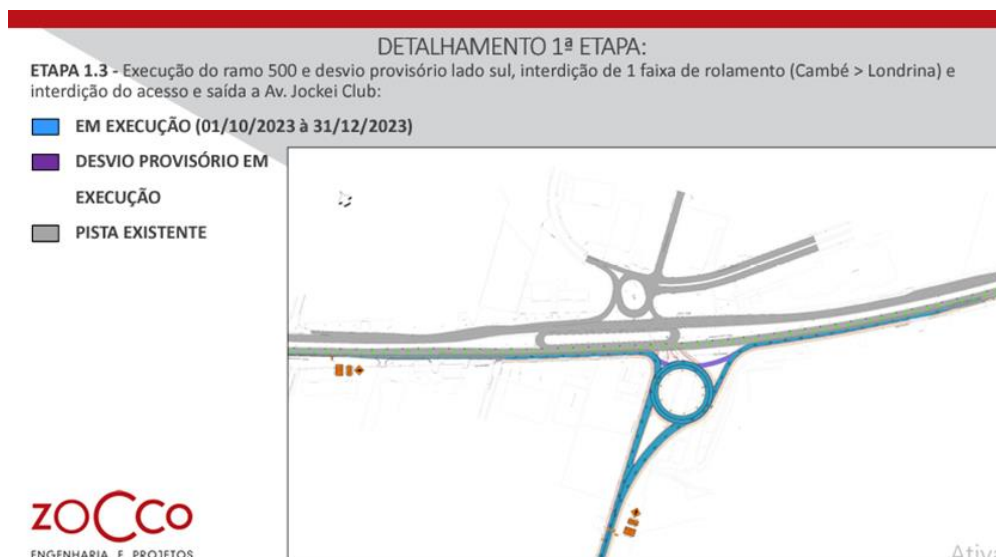 DETALHAMENTO 1ª ETAPA:
ETAPA 1.3 - Execução do ramo 500 e desvio provisório lado sul, interdição de 1 faixa de rolamento (Cambé > Londrina) e
interdição do acesso e saída a Av. Jockei Club:
EM EXECUÇÃO (01/10/2023 à 31/12/2023)
DESVIO PROVISÓRIO EM
EXECUÇÃO
PISTA EXISTENTE
ZOCCO
ENGENHARIA E PROJETOS
Ativa